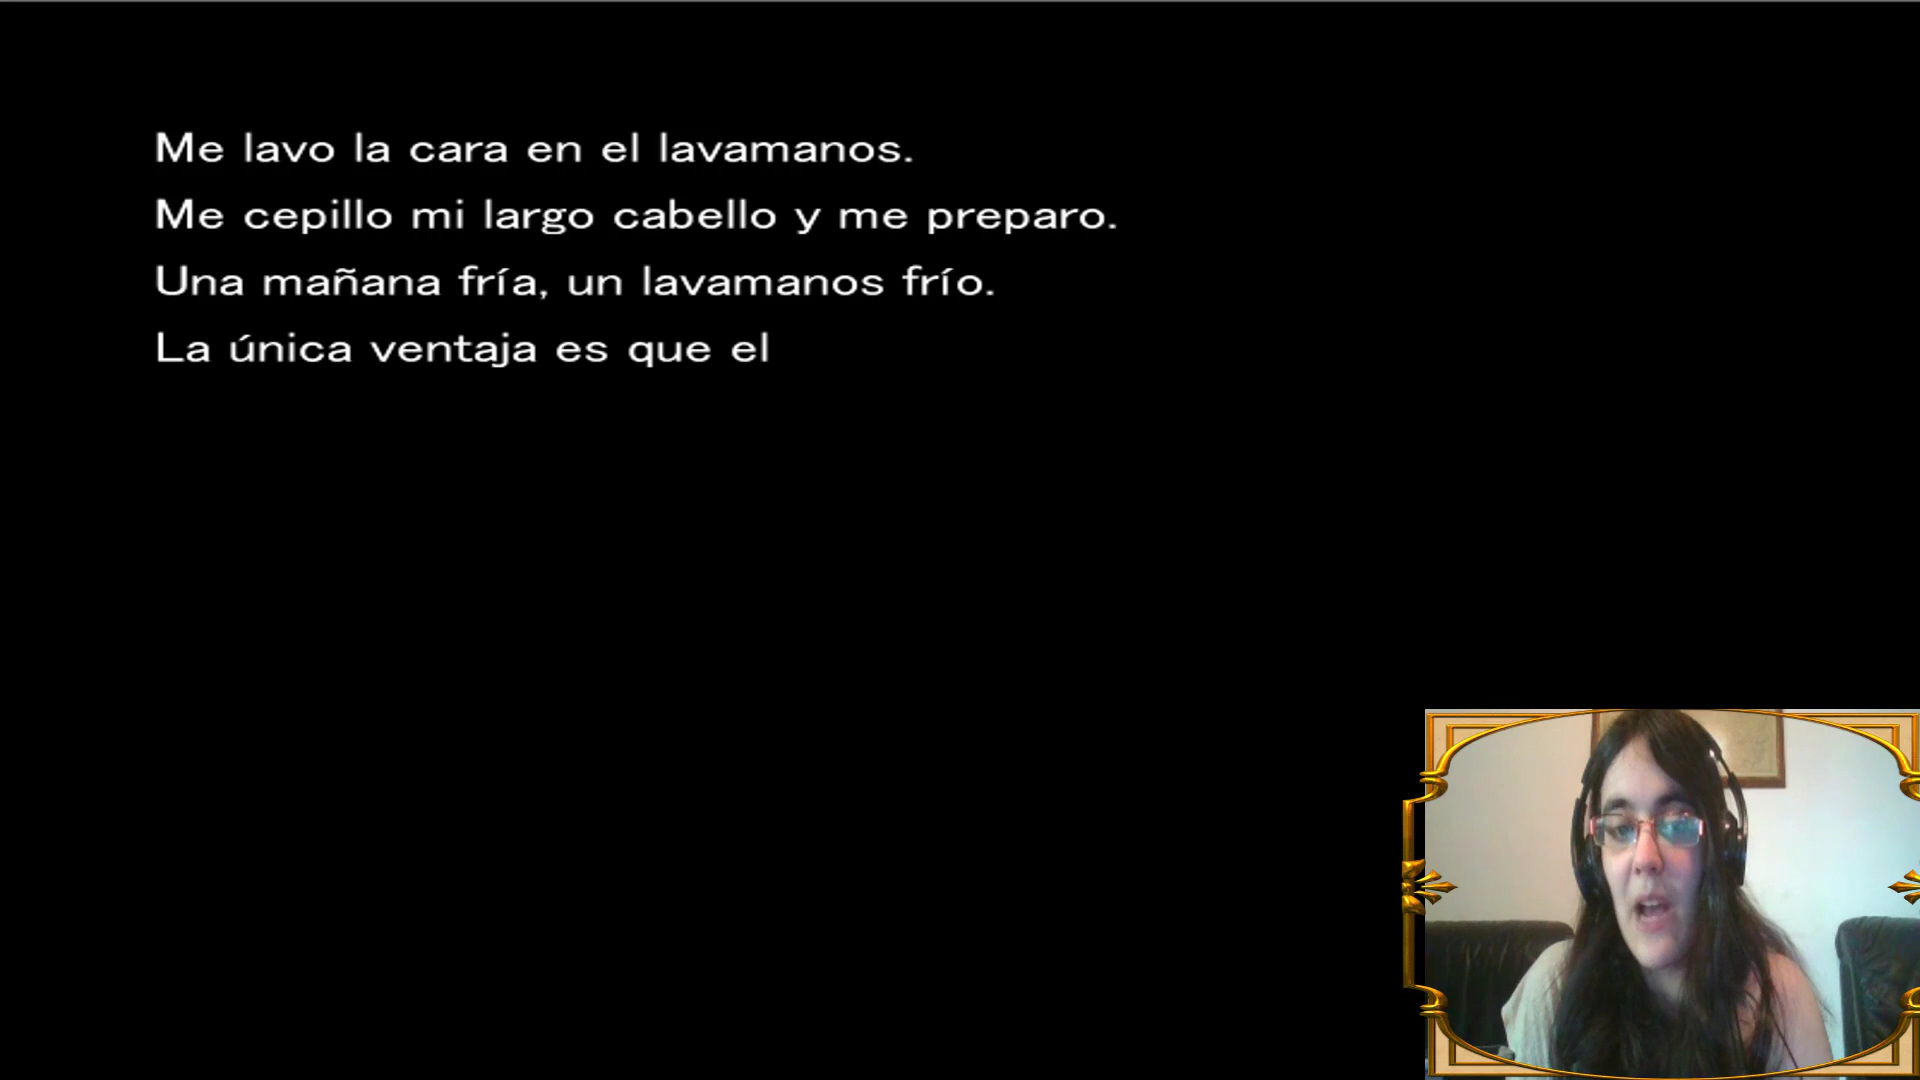 Me lavo la cara en el lavamanos.
Me cepillo mi largo cabello y me preparo.
Una mañana fría, un lavamanos frío.
La única ventaja es que el